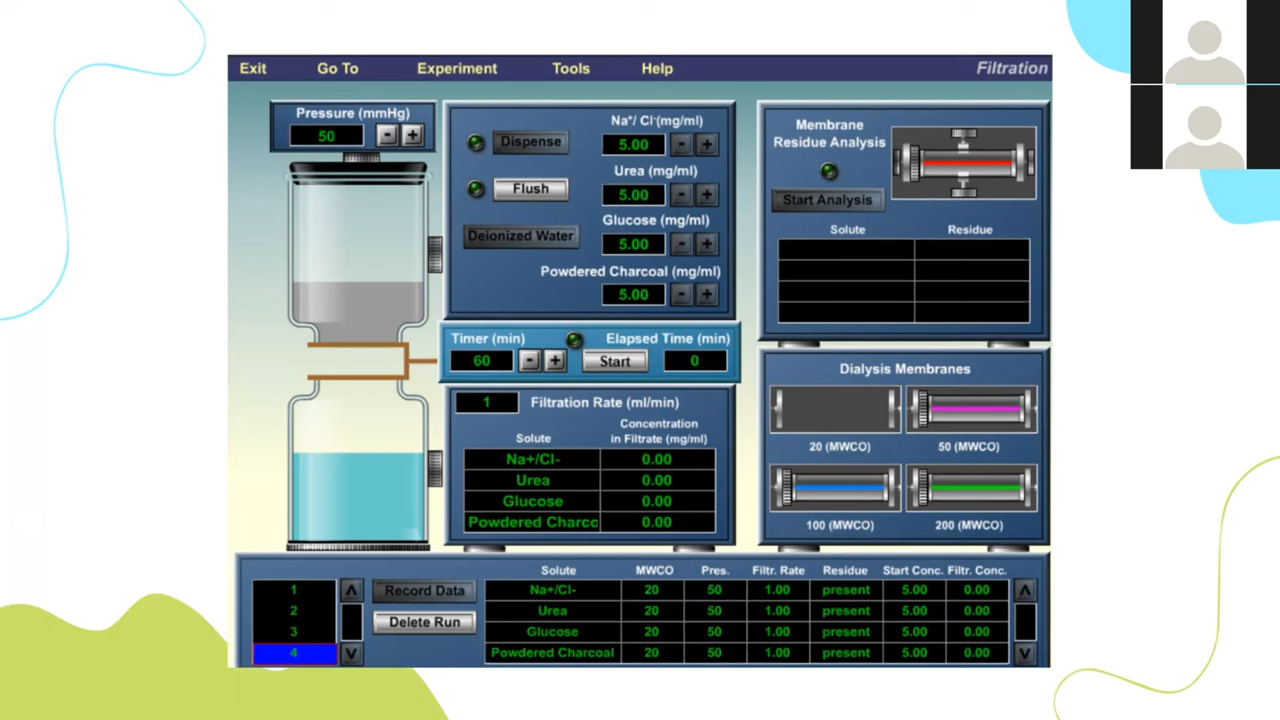 Exit Go To Experiment Tools Help Filtration
Pressure (mmHg)
50 - +
Dispense
Flush
Deionized Water
Na+/ Cl-(mg/ml)
5.00 - +
Urea (mg/ml)
5.00 - +
Glucose (mg/ml)
5.00 - +
Powdered Charcoal (mg/ml)
5.00 - +
Membrane
Residue Analysis
Start Analysis
Solute Residue
Timer (min) Elapsed Time (min)
60 - + Start 0
1 Filtration Rate (ml/min)
Solute Concentration
in Filtrate (mg/ml)
Na+/Cl- 0.00
Urea 0.00
Glucose 0.00
Powdered Charco 0.00
Dialysis Membranes
20 (MWCO) 50 (MWCO)
100 (MWCO) 200 (MWCO)
1
2
3
4
Record Data
Delete Run
Solute MWCO Pres. Filtr. Rate Residue Start Conc. Filtr. Conc.
Na+/Cl- 20 50 1.00 present 5.00 0.00
Urea 20 50 1.00 present 5.00 0.00
Glucose 20 50 1.00 present 5.00 0.00
Powdered Charcoal 20 50 1.00 present 5.00 0.00